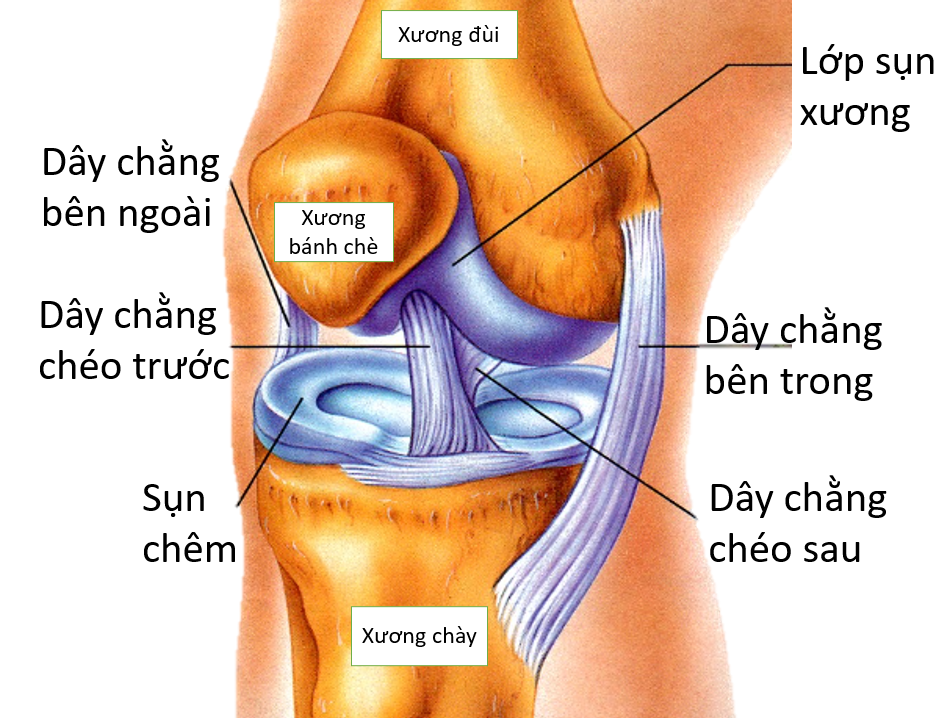 Xương đùi
Lớp sụn
xương
Dây chằng
bên ngoài
Xương
bánh chè
Dây chằng
chéo trước
Dây chằng
bên trong
Sụn
chêm
Dây chằng
chéo sau
Xương chày